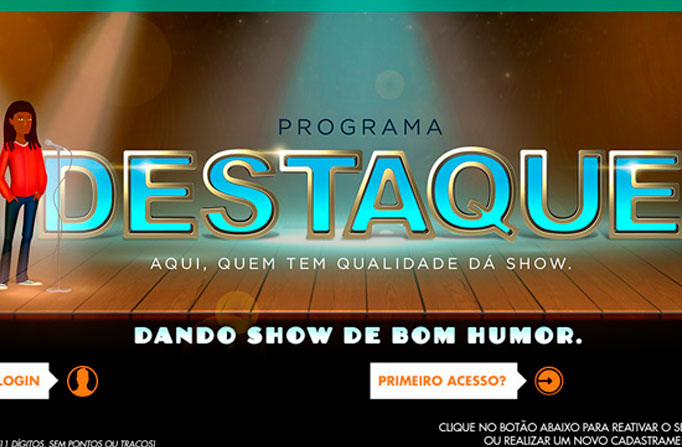 PROGRAMA
DESTAQUE
AQUI, QUEM TEM QUALIDADE DÁ SHOW.
DANDO SHOW DE BOM HUMOR.
LOGIN
PRIMEIRO ACESSO?
CLIQUE NO BOTÃO ABAIXO PARA REATIVAR O SE
OU REALIZAR UM NOVO CADASTRAME
11 DÍGITOS, SEM PONTOS OU TRAÇOS)